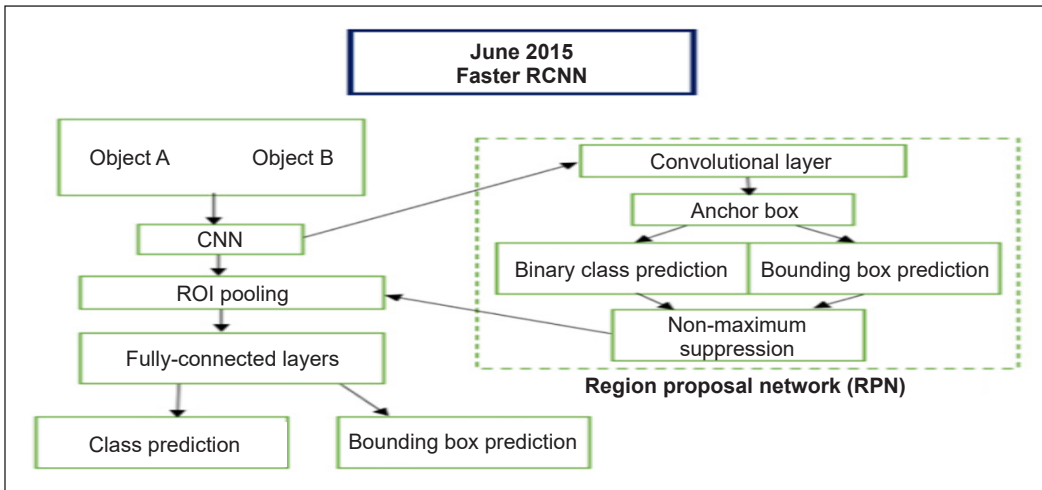 June 2015
Faster RCNN
Object A
Object B
CNN
ROI pooling
Fully-connected layers
Class prediction
Bounding box prediction
Convolutional layer
Anchor box
Binary class prediction
Bounding box prediction
Non-maximum
suppression
Region proposal network (RPN)